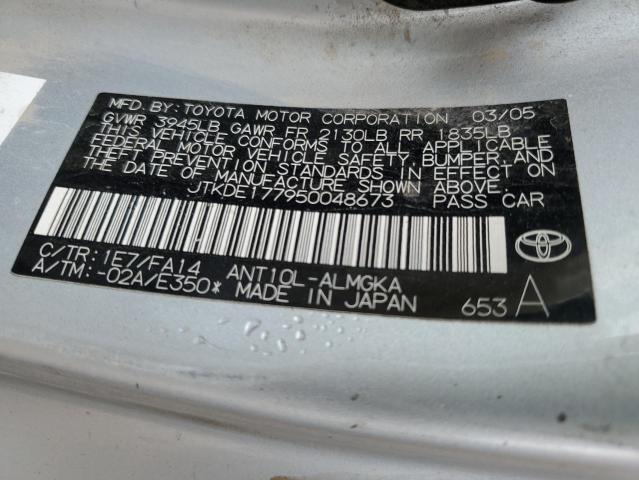 MFD. BY: TOYOTA MOTOR CORPORATION 03/05
GVWR 3945LB GAWR FR 2130LB RR 1835LB
THIS VEHICLE CONFORMS TO ALL APPLICABLE
FEDERAL MOTOR VEHICLE SAFETY, BUMPER, AND
THEFT PREVENTION STANDARDS IN EFFECT ON
THE DATE OF MANUFACTURE SHOWN ABOVE.
JTKDE177950048673 PASS CAR
C/TR: 1E7/FA14 ANT10L-ALMGKA
A/TM: -02A/E350* MADE IN JAPAN 653 A